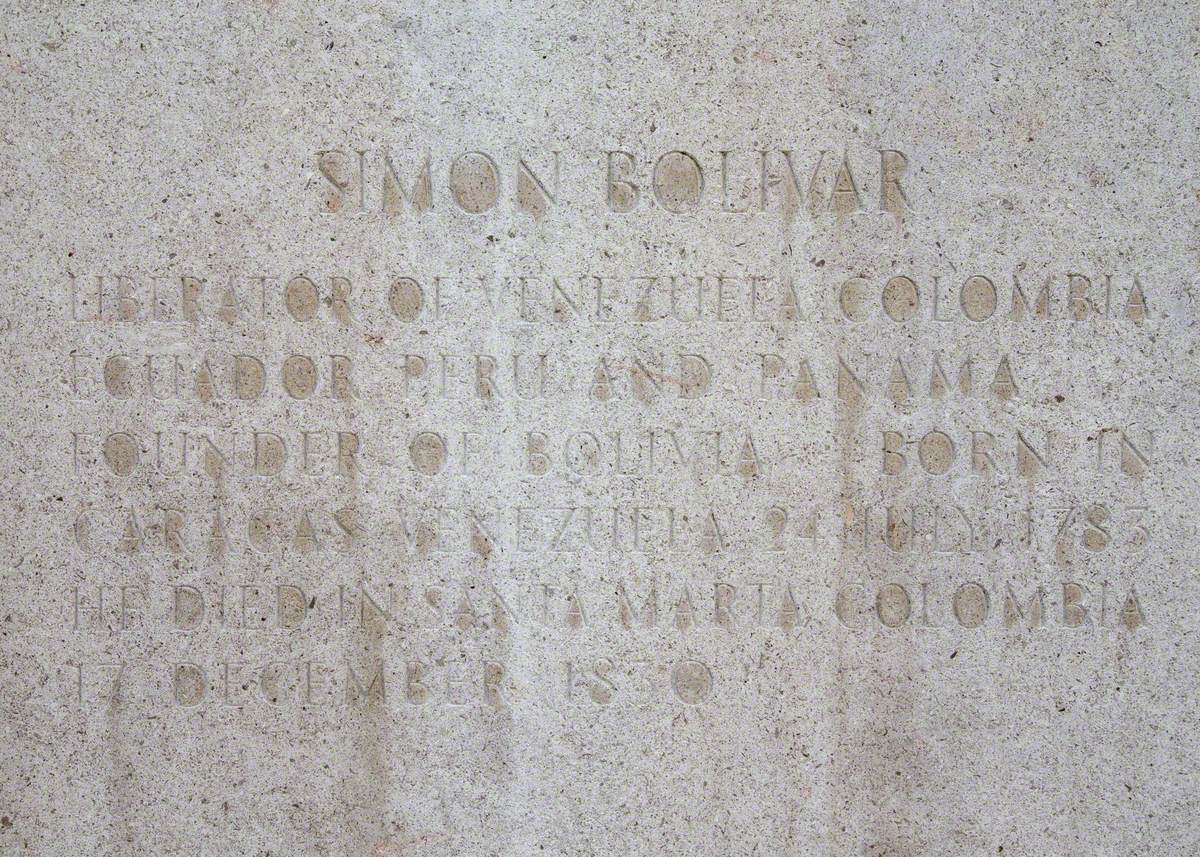 SIMON BOLIVAR
LIBERATOR OF VENEZUELA COLOMBIA
ECUADOR PERU AND PANAMA
FOUNDER OF BOLIVIA BORN IN
CARACAS VENEZUELA 24 JULY 1783
HE DIED IN SANTA MARTA COLOMBIA
17 DECEMBER 1830